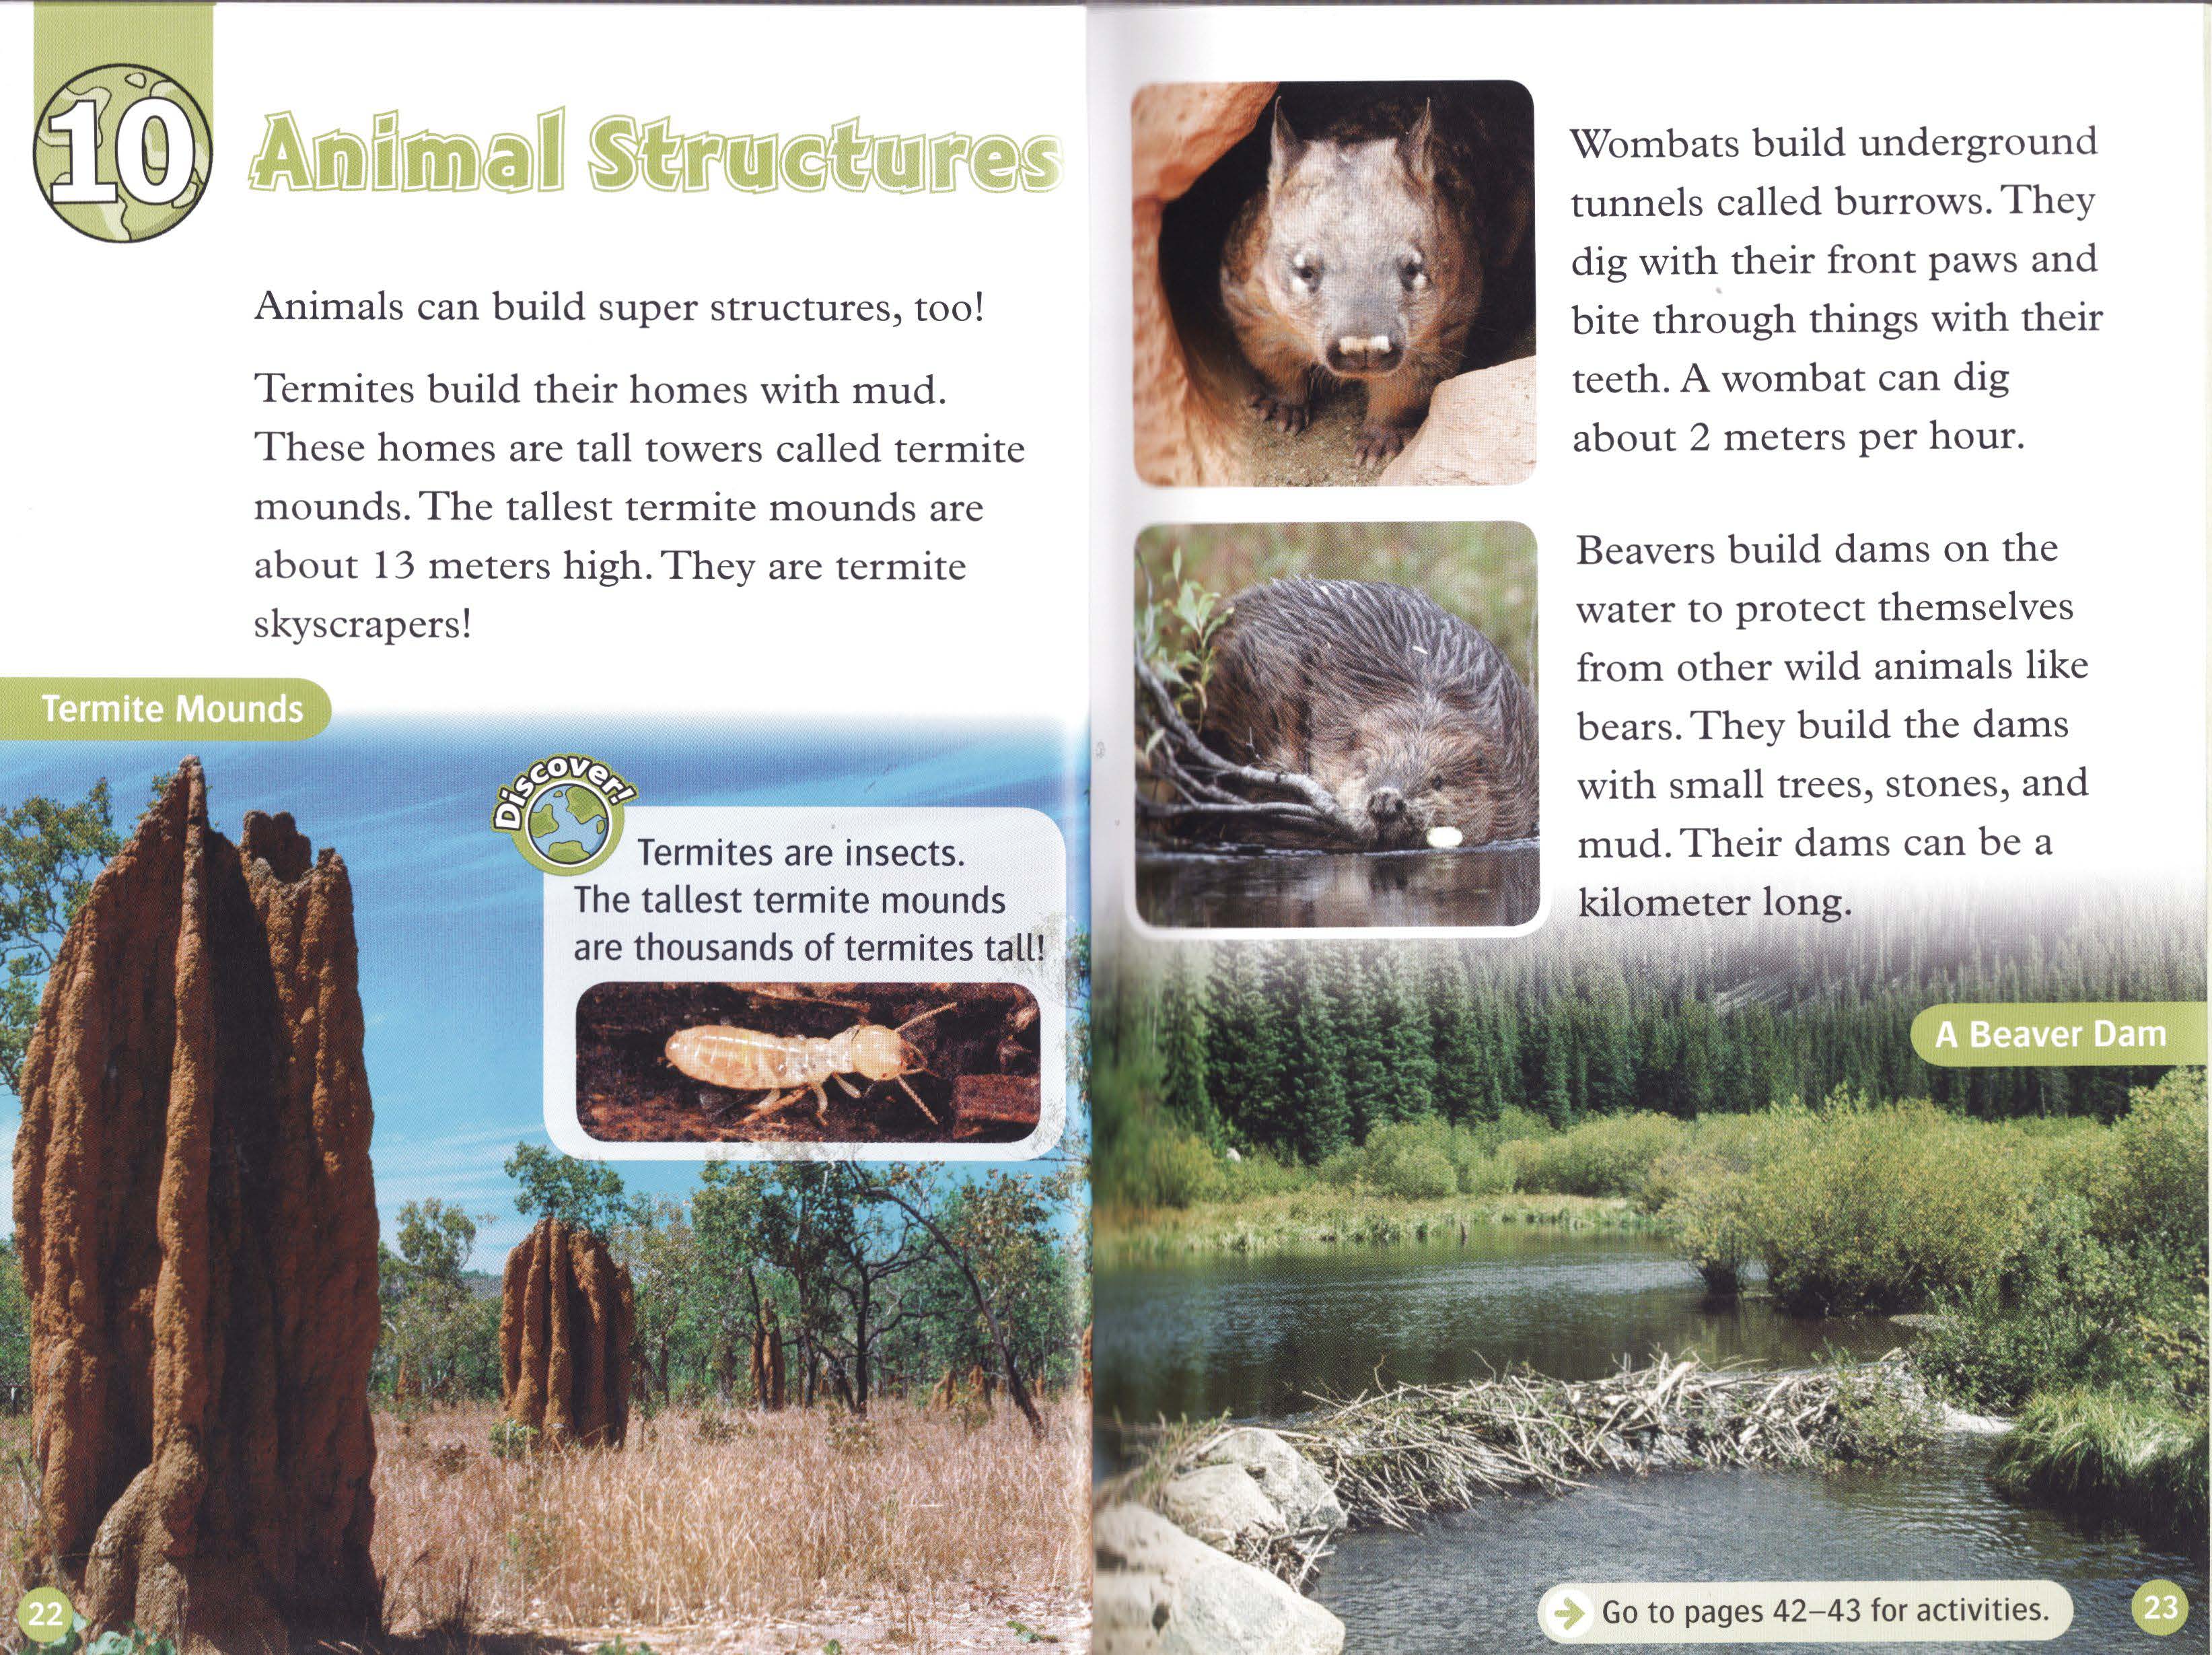 10
Animal Structures
Animals can build super structures, too!
Termites build their homes with mud.
These homes are tall towers called termite
mounds. The tallest termite mounds are
about 13 meters high. They are termite
skyscrapers!
Termite Mounds
Discover!
Termites are insects.
The tallest termite mounds
are thousands of termites tall!
22
Wombats build underground
tunnels called burrows. They
dig with their front paws and
bite through things with their
teeth. A wombat can dig
about 2 meters per hour.
Beavers build dams on the
water to protect themselves
from other wild animals like
bears. They build the dams
with small trees, stones, and
mud. Their dams can be a
kilometer long.
A Beaver Dam
Go to pages 42–43 for activities.
23